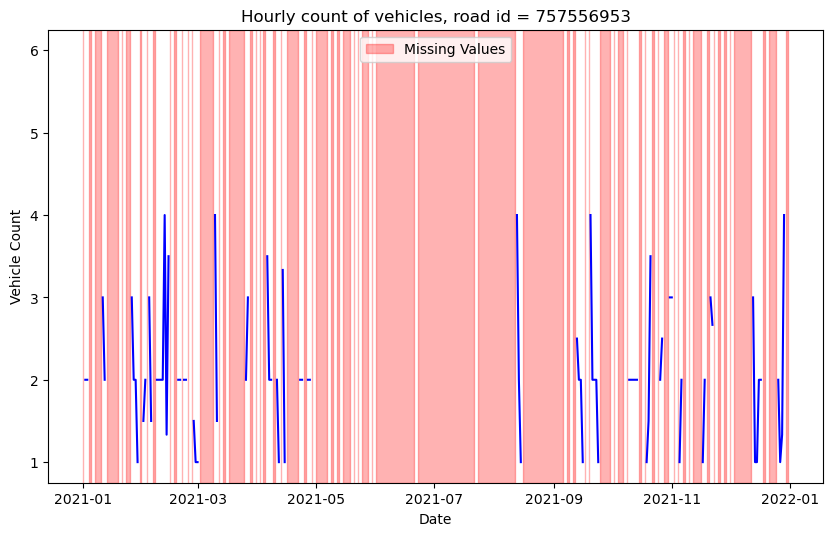 Hourly count of vehicles, road id = 757556953
Missing Values
Vehicle Count
6
5
4
3
2
1
2021-01 2021-03 2021-05 2021-07 2021-09 2021-11 2022-01
Date